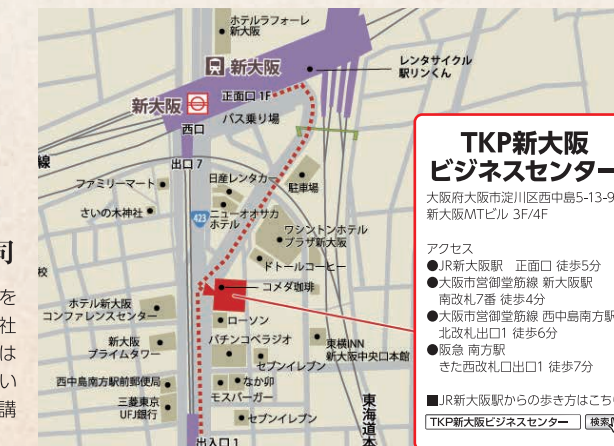 司
を
社
は
い
講
線
校
ホテルラフォーレ
新大阪
新大阪
レンタサイクル
駅リンくん
新大阪
正面口 1F
バス乗り場
西口
出口 7
ファミリーマート
日産レンタカー
駐車場
さいの木神社
ニューオオサカ
ホテル
423
ワシントンホテル
プラザ新大阪
ドトールコーヒー
コメダ珈琲
ホテル新大阪
コンファレンスセンター
ローソン
新大阪
プライムタワー
パチンコベラジオ
東横INN
新大阪中央口本館
セブンイレブン
西中島南方駅前郵便局
なか卯
モスバーガー
三菱東京
UFJ銀行
セブンイレブン
東海道本
出入口 1
TKP新大阪
ビジネスセンター
大阪府大阪市淀川区西中島5-13-9
新大阪MTビル 3F/4F
アクセス
●JR新大阪駅 正面口 徒歩5分
●大阪市営御堂筋線 新大阪駅
南改札7番 徒歩4分
●大阪市営御堂筋線 西中島南方駅
北改札出口1 徒歩6分
●阪急 南方駅
きた西改札口出口1 徒歩7分
■JR新大阪駅からの歩き方はこち
TKP新大阪ビジネスセンター 検索